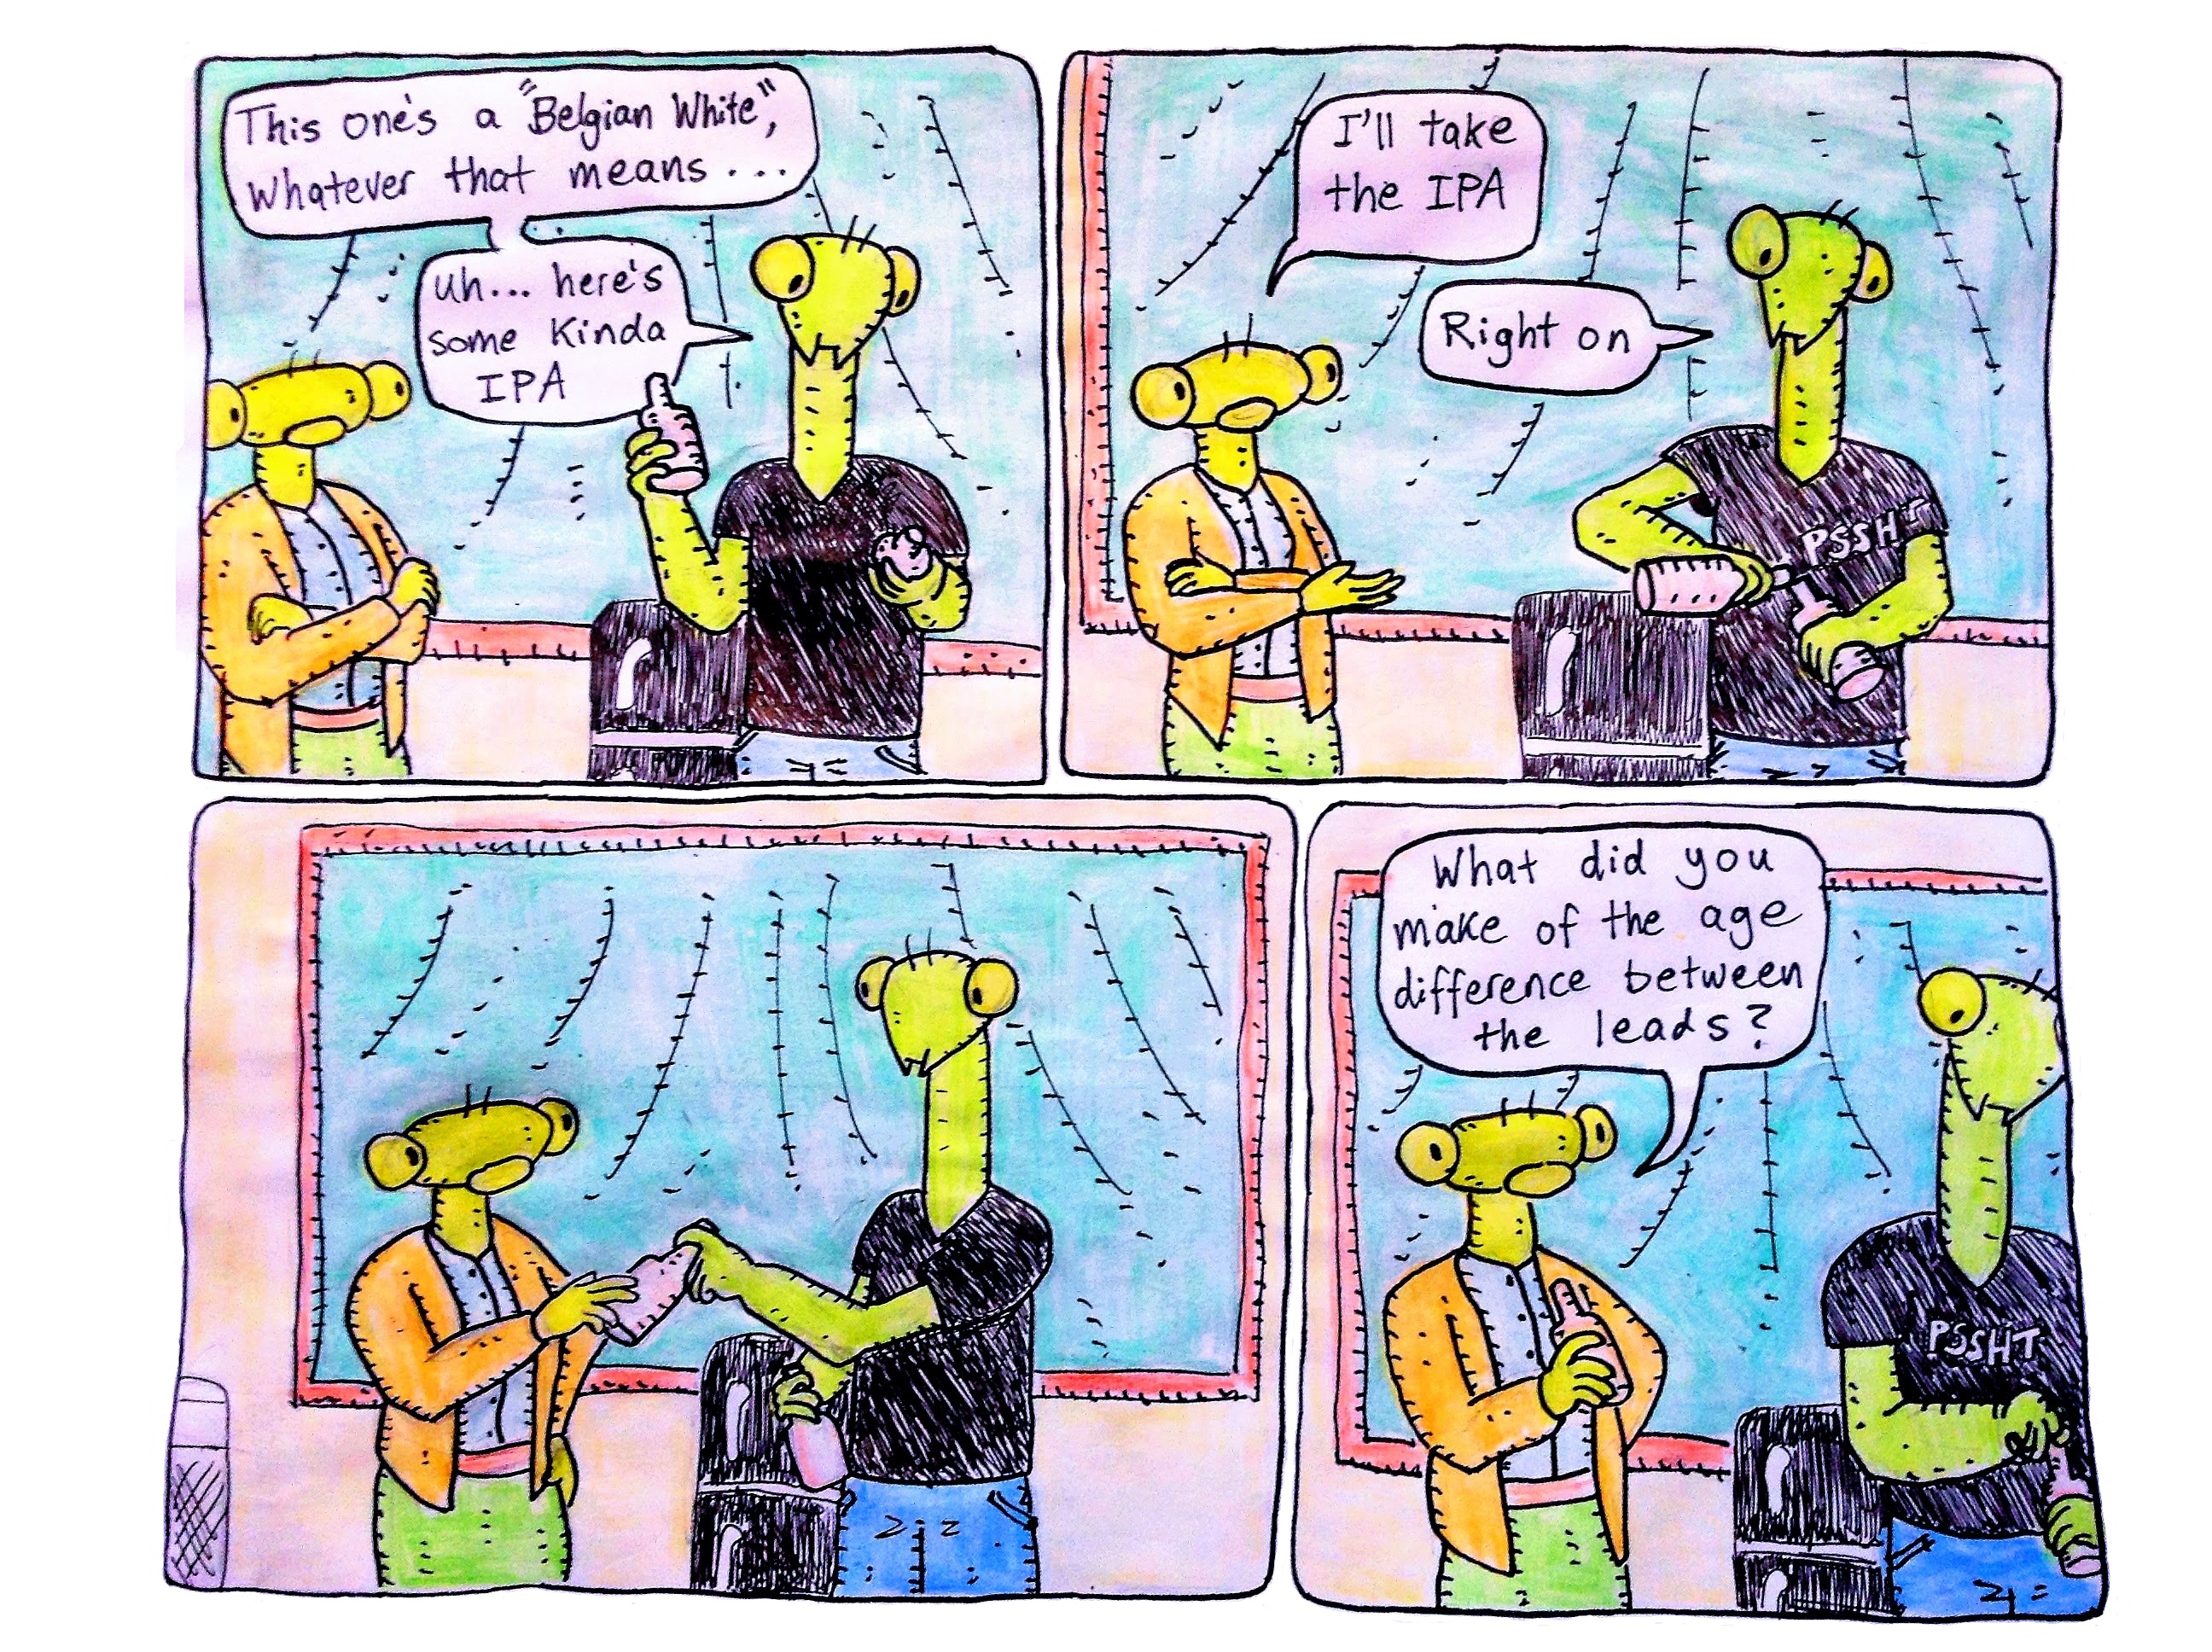 This one's a "Belgian White",
whatever that means...
uh... here's
some kinda
IPA
I'll take
the IPA
Right on
PSSHT
What did you
make of the age
difference between
the leads?
PSSHT